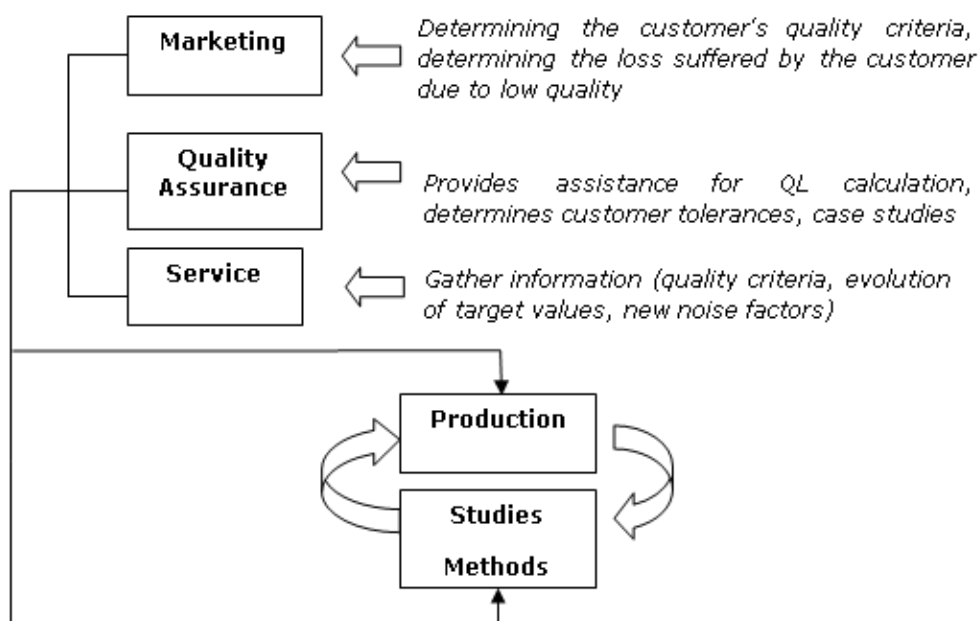 Marketing
Determining the customer's quality criteria,
determining the loss suffered by the customer
due to low quality
Quality
Assurance
Provides assistance for QL calculation,
determines customer tolerances, case studies
Service
Gather information (quality criteria, evolution
of target values, new noise factors)
Production
Studies
Methods